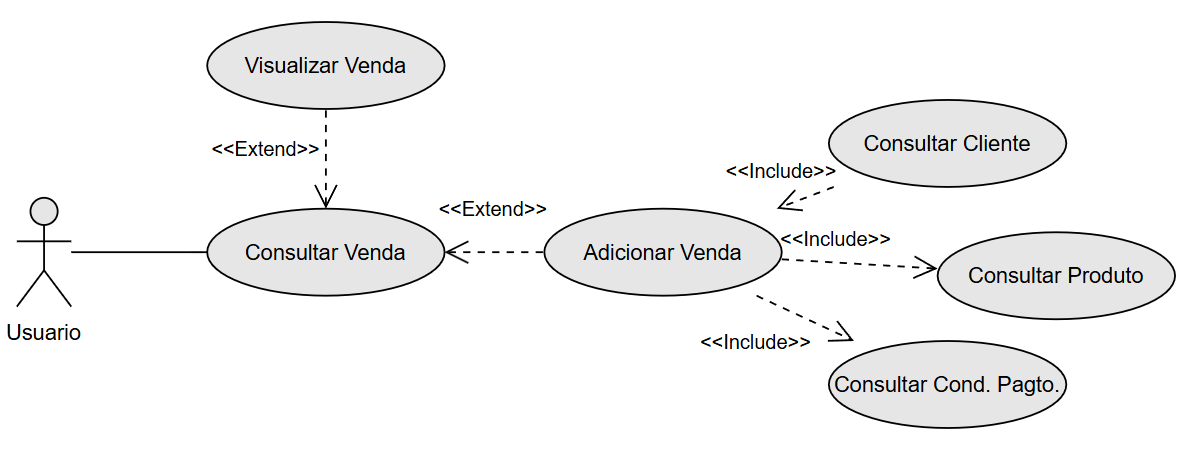 Visualizar Venda
<<Extend>>
Consultar Cliente
<<Include>>
<<Extend>>
Consultar Venda
Adicionar Venda
<<Include>>
Consultar Produto
Usuario
<<Include>>
Consultar Cond. Pagto.